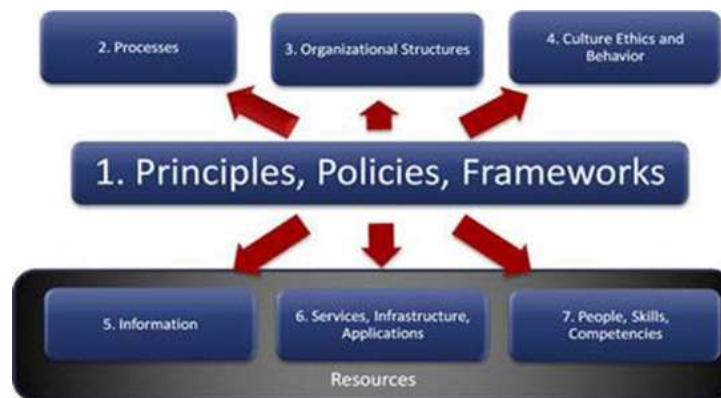 2. Processes
3. Organizational Structures
4. Culture Ethics and
Behavior
1. Principles, Policies, Frameworks
5. Information
6. Services, Infrastructure,
Applications
7. People, Skills,
Competencies
Resources